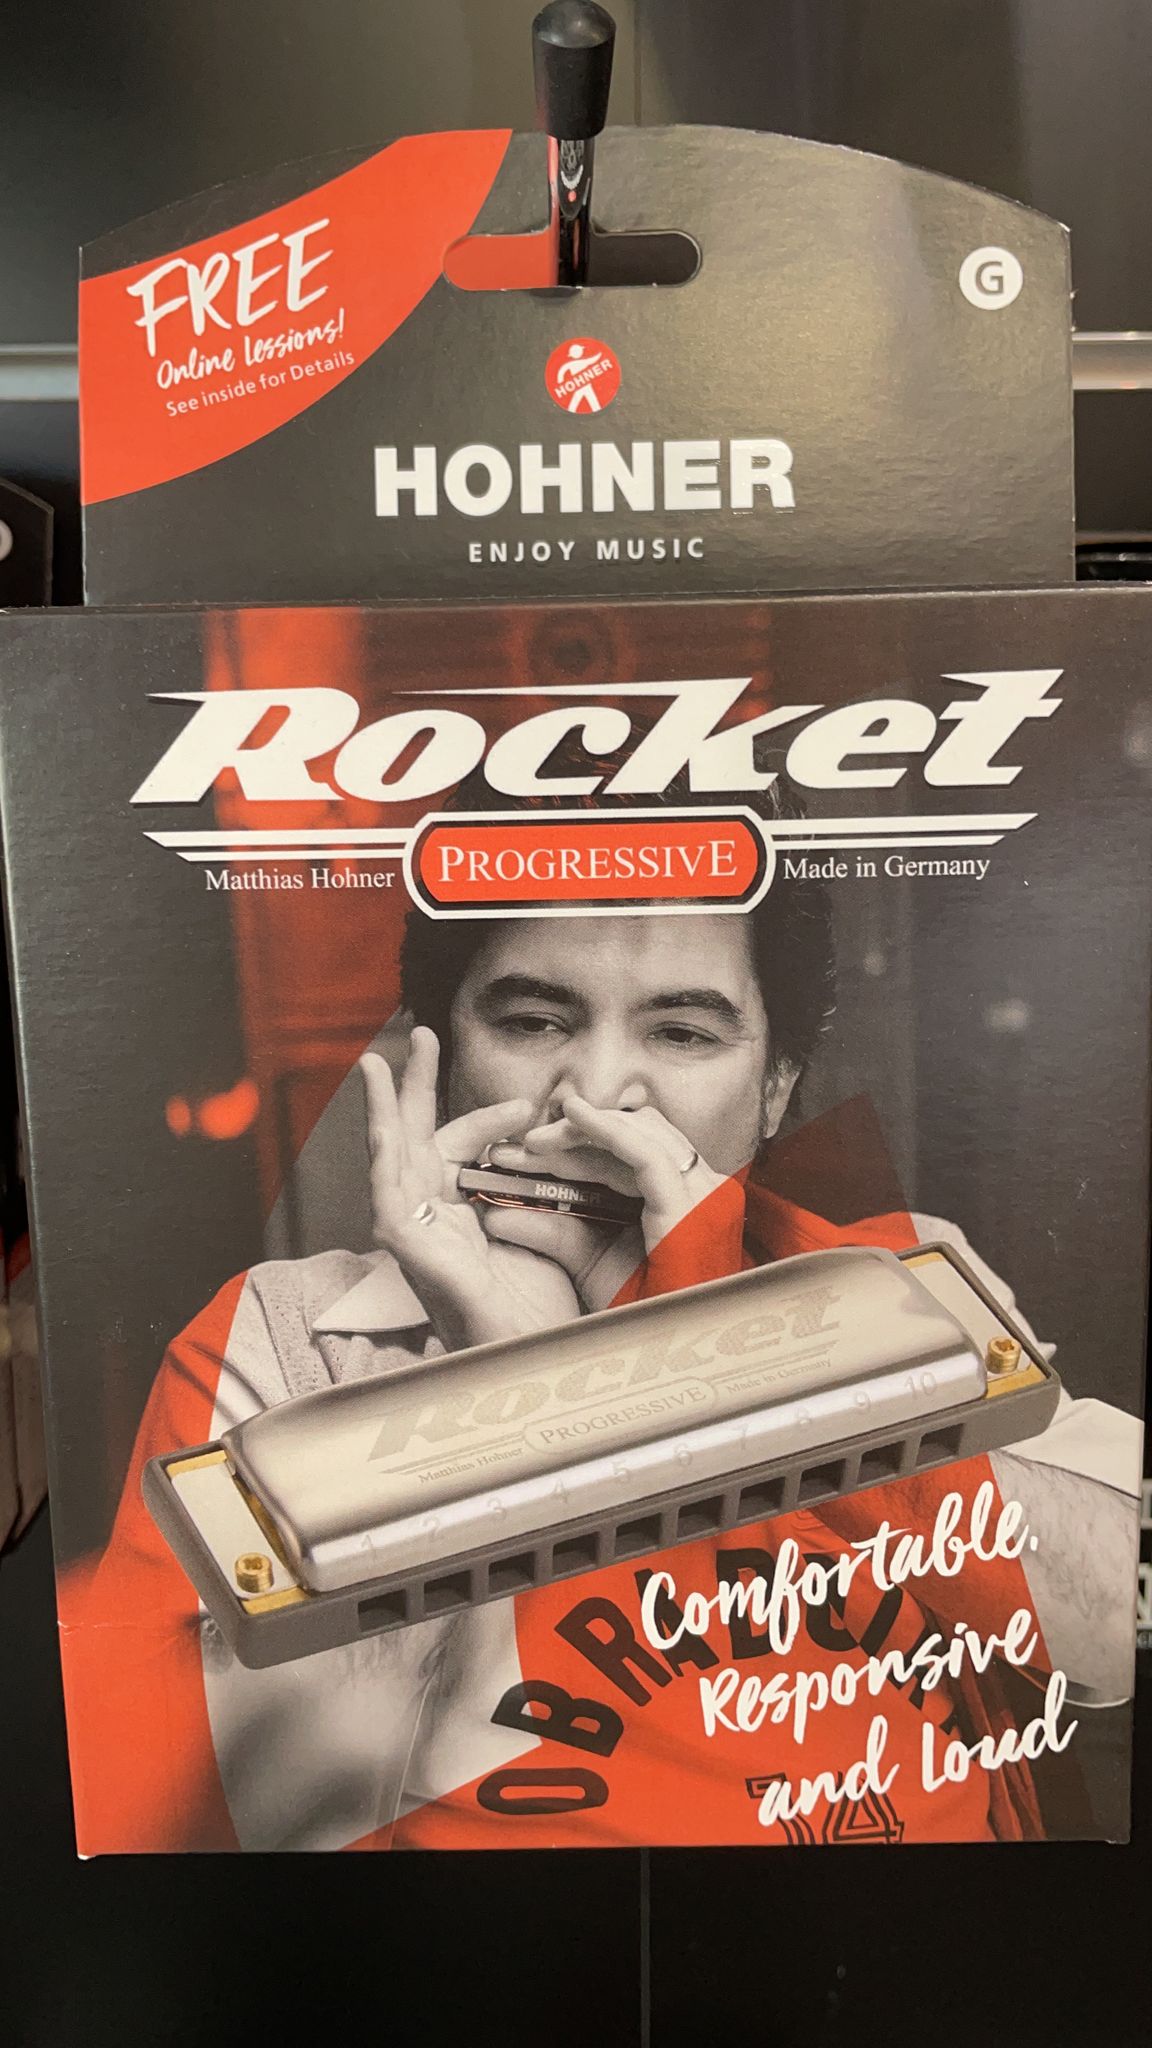 FREE
Online lessions!
See inside for Details
G
HOHNER
HOHNER
ENJOY MUSIC
Rocket
PROGRESSIVE
Matthias Hohner
Made in Germany
HOHNER
Rocket
PROGRESSIVE
Matthias Hohner
Made in Germany
1 2 3 4 5 6 7 8 9 10
Comfortable.
Responsive
and Loud
74